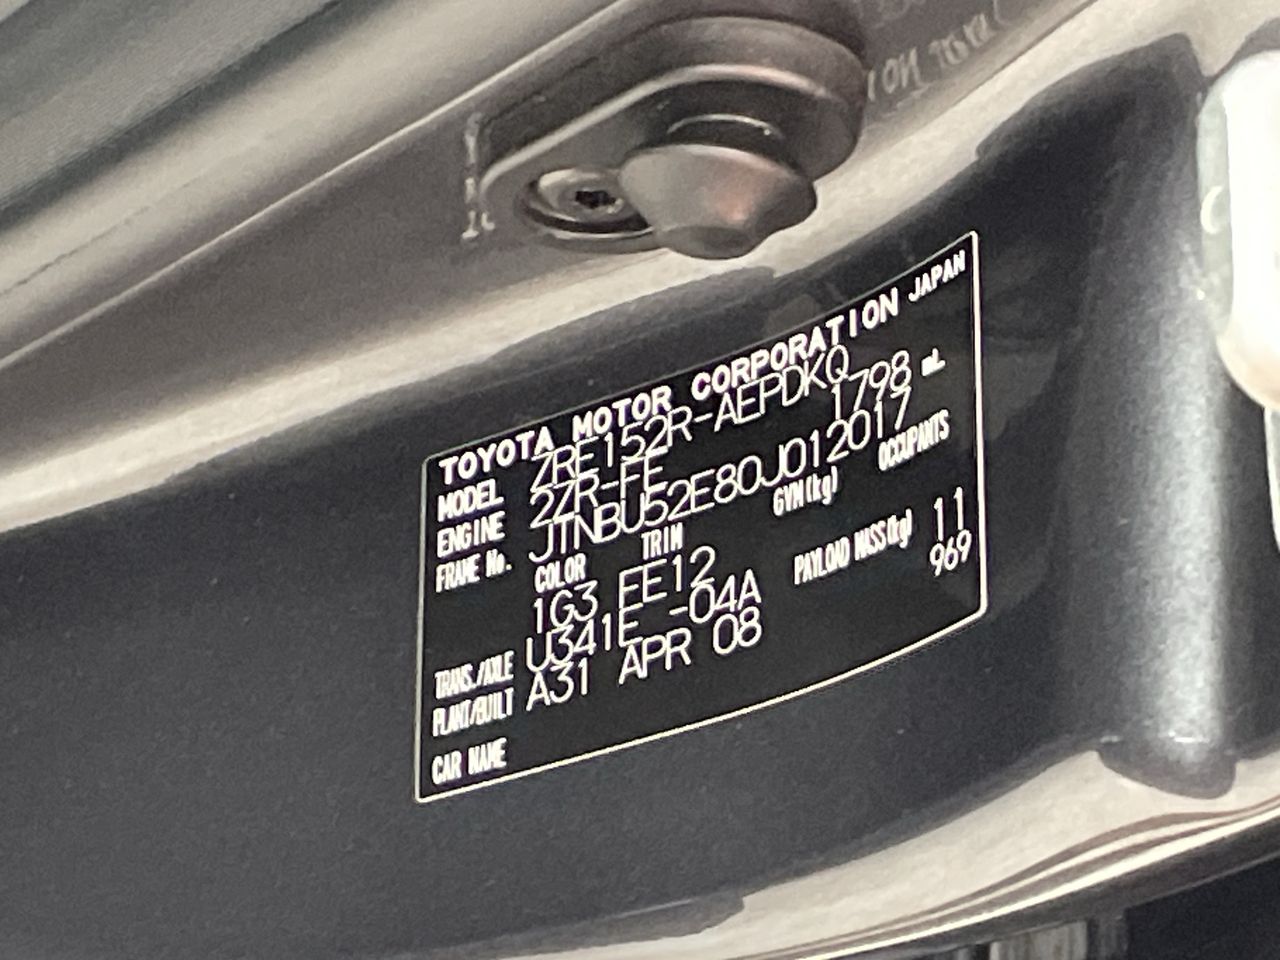 TOYOTA MOTOR CORPORATION JAPAN
MODEL ZRE152R-AEPDKQ
ENGINE 2ZR-FE 1798 mL
FRAME No. JTNBU52E80J012017
COLOR TRIM GVM(kg) OCCUPANTS
1G3 FE12
TRANS./AXLE U341E -04A PAYLOAD MASS(kg) 11
PLANT/BUILT A31 APR 08 969
CAR NAME